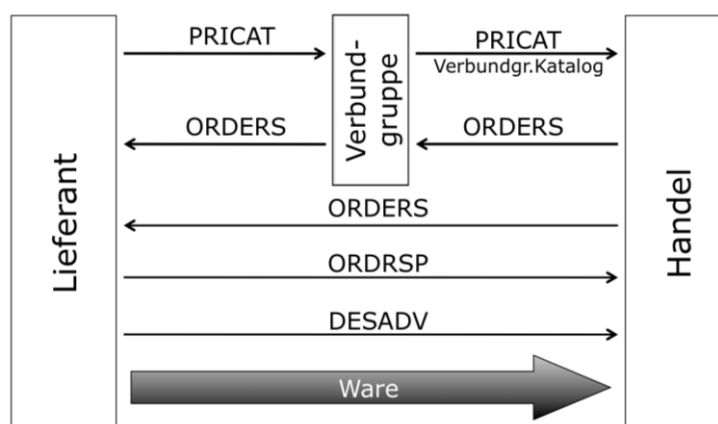 Lieferant
PRICAT
Verbund-
gruppe
PRICAT
Verbundgr.Katalog
ORDERS
ORDERS
ORDERS
ORDRSP
DESADV
Ware
Handel